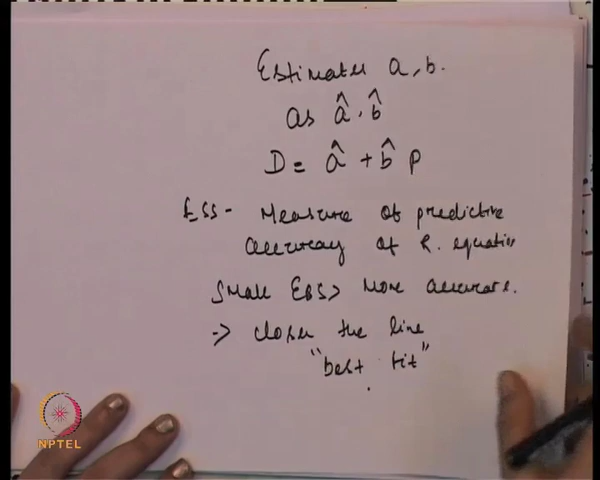 Estimates a, b.
as â, b̂
D = â + b̂ P
ESS - Measure of predictive
accuracy of R. equation
Small ESS > More accurate.
-> closer the line
"best fit"
NPTEL